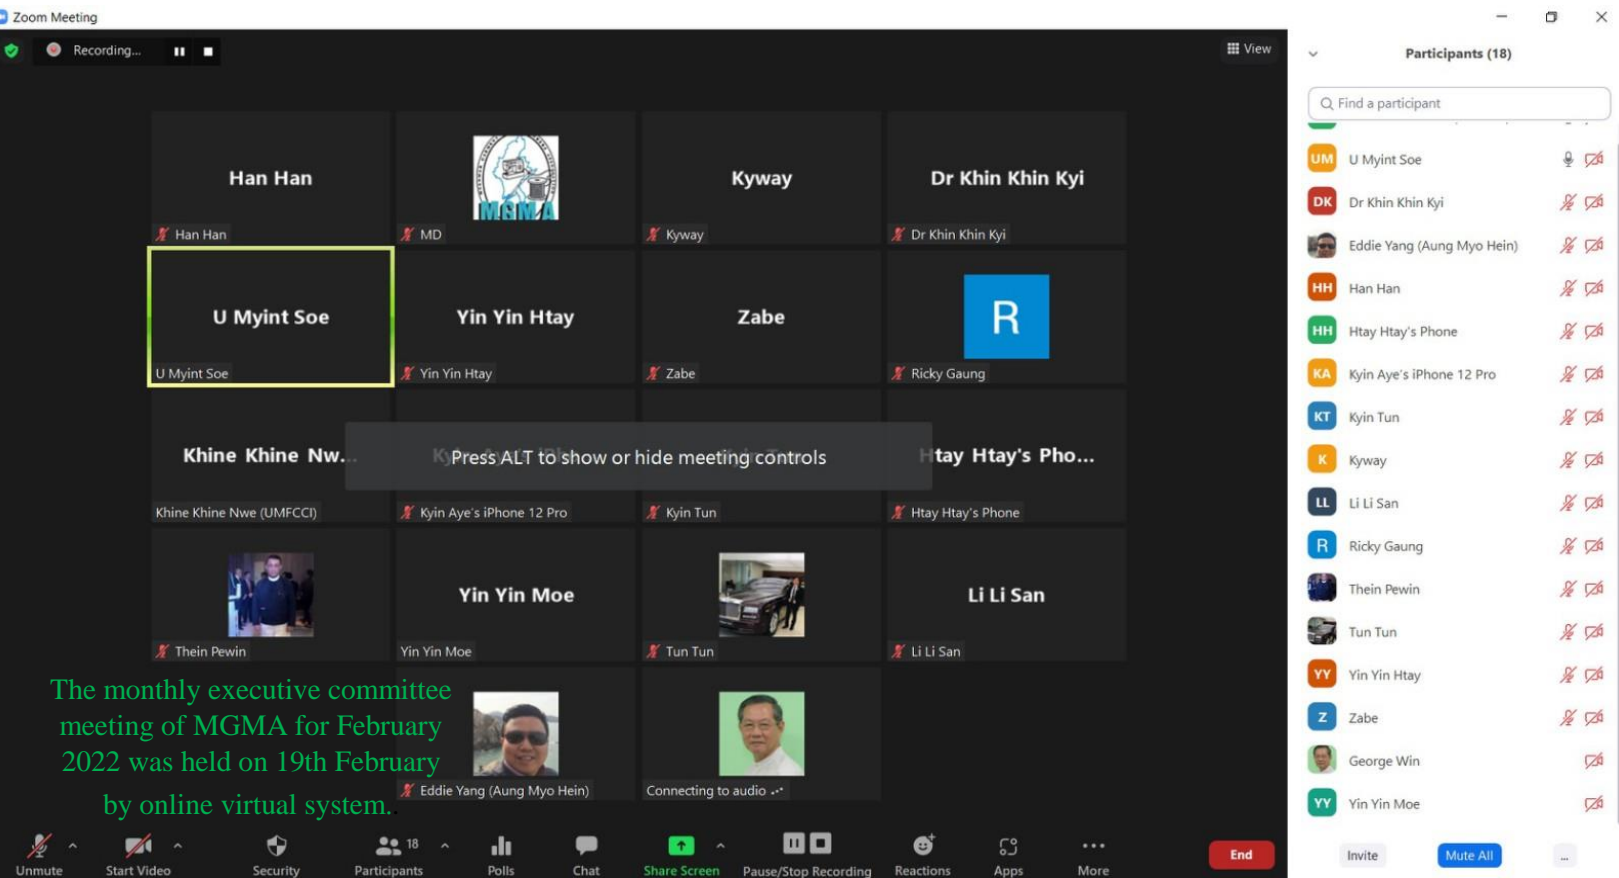 Zoom Meeting
Recording...
View
Participants (18)
Find a participant
Han Han
Han Han
MGMA
MD
Kyway
Kyway
Dr Khin Khin Kyi
Dr Khin Khin Kyi
U Myint Soe
U Myint Soe
Yin Yin Htay
Yin Yin Htay
Zabe
Zabe
R
Ricky Gaung
Khine Khine Nw...
Khine Khine Nwe (UMFCCI)
Press ALT to show or hide meeting controls
Kyin Aye's iPhone 12 Pro
Kyin Tun
Htay Htay's Pho...
Htay Htay's Phone
Thein Pewin
Yin Yin Moe
Yin Yin Moe
Tun Tun
Li Li San
Li Li San
Eddie Yang (Aung Myo Hein)
Connecting to audio
The monthly executive committee
meeting of MGMA for February
2022 was held on 19th February
by online virtual system..
UM U Myint Soe
DK Dr Khin Khin Kyi
Eddie Yang (Aung Myo Hein)
HH Han Han
HH Htay Htay's Phone
KA Kyin Aye's iPhone 12 Pro
KT Kyin Tun
K Kyway
LL Li Li San
R Ricky Gaung
Thein Pewin
Tun Tun
YY Yin Yin Htay
Z Zabe
George Win
YY Yin Yin Moe
Unmute
Start Video
Security
18
Participants
Polls
Chat
Share Screen
Pause/Stop Recording
Reactions
Apps
More
End
Invite
Mute All
...